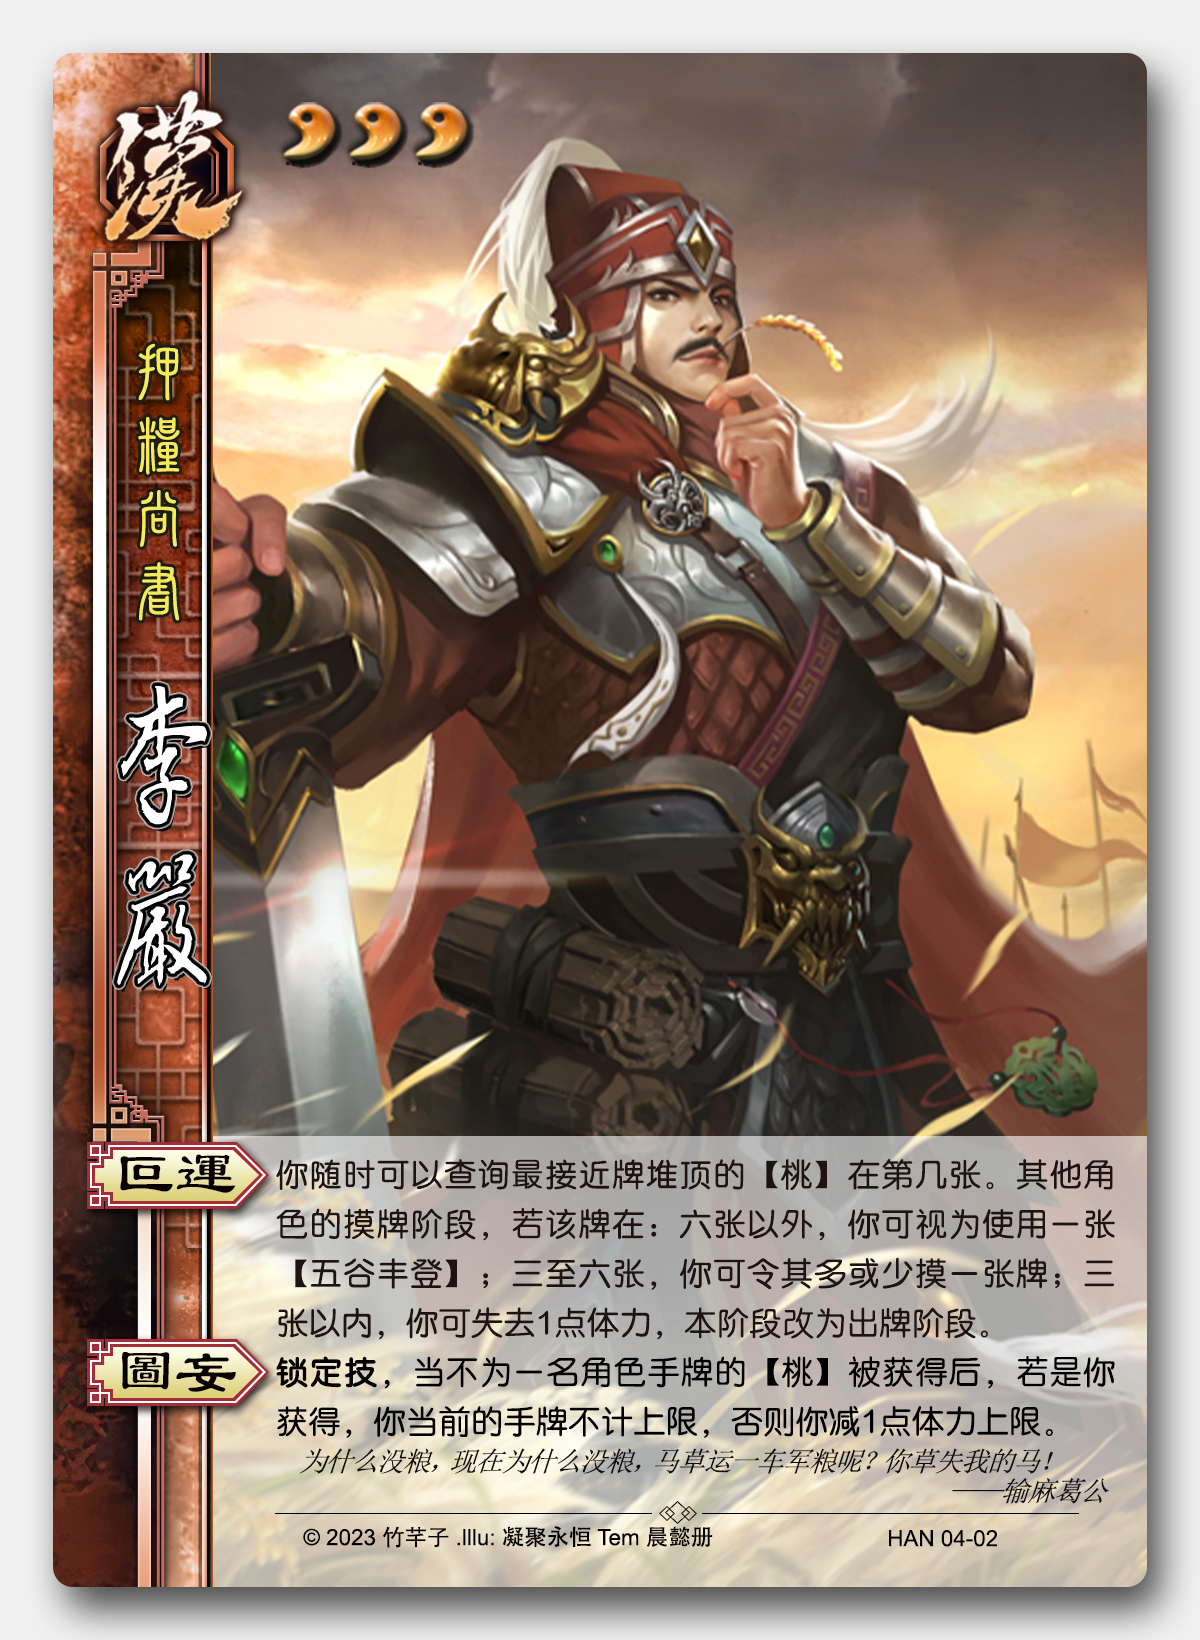 漢
押糧尚書
李嚴
叵運
你随时可以查询最接近牌堆顶的【桃】在第几张。其他角
色的摸牌阶段，若该牌在：六张以外，你可视为使用一张
【五谷丰登】；三至六张，你可令其多或少摸一张牌；三
张以内，你可失去1点体力，本阶段改为出牌阶段。
圖妄
锁定技，当不为一名角色手牌的【桃】被获得后，若是你
获得，你当前的手牌不计上限，否则你减1点体力上限。
为什么没粮，现在为什么没粮，马草运一车军粮呢？你草失我的马！
——输麻葛公
© 2023 竹芊子 .Illu: 凝聚永恒 Tem 晨懿册
HAN 04-02